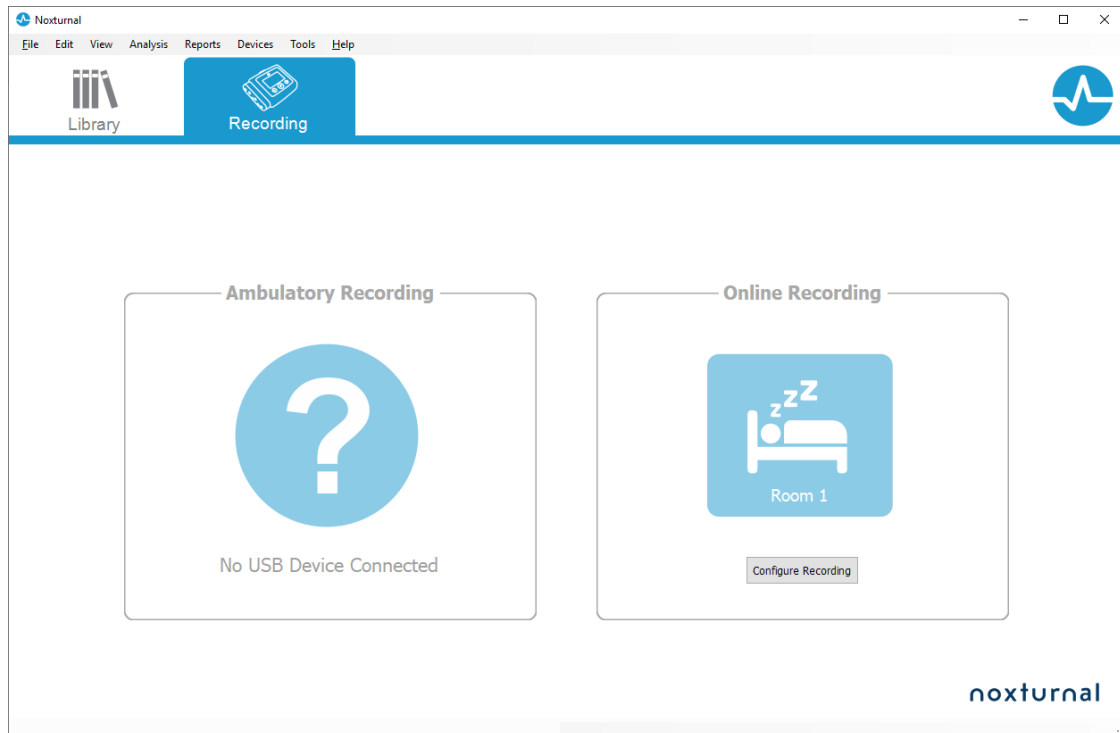 Noxturnal
File Edit View Analysis Reports Devices Tools Help
Library
Recording
Ambulatory Recording
No USB Device Connected
Online Recording
zzZ
Room 1
Configure Recording
noxturnal